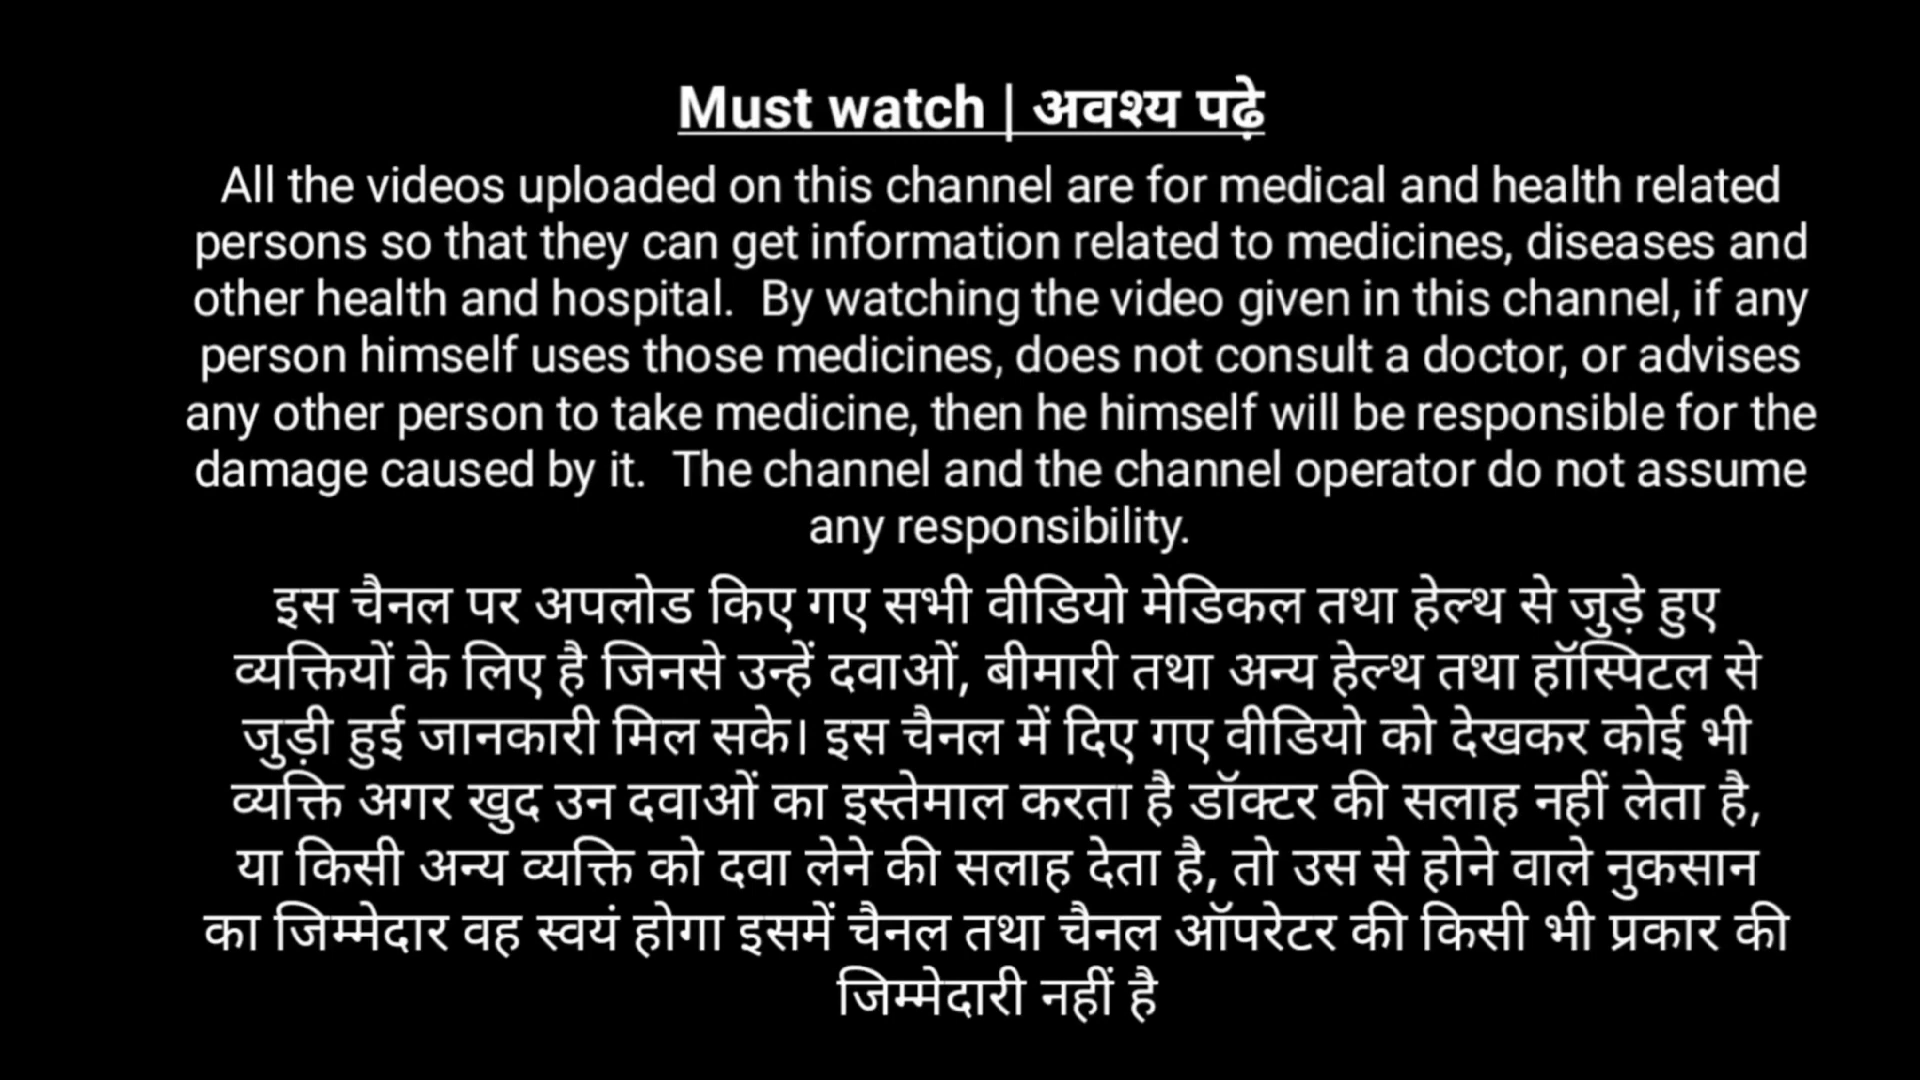 Must watch | अवश्य पढ़े
All the videos uploaded on this channel are for medical and health related
persons so that they can get information related to medicines, diseases and
other health and hospital.  By watching the video given in this channel, if any
person himself uses those medicines, does not consult a doctor, or advises
any other person to take medicine, then he himself will be responsible for the
damage caused by it.  The channel and the channel operator do not assume
any responsibility.
इस चैनल पर अपलोड किए गए सभी वीडियो मेडिकल तथा हेल्थ से जुड़े हुए
व्यक्तियों के लिए है जिनसे उन्हें दवाओं, बीमारी तथा अन्य हेल्थ तथा हॉस्पिटल से
जुड़ी हुई जानकारी मिल सके। इस चैनल में दिए गए वीडियो को देखकर कोई भी
व्यक्ति अगर खुद उन दवाओं का इस्तेमाल करता है डॉक्टर की सलाह नहीं लेता है,
या किसी अन्य व्यक्ति को दवा लेने की सलाह देता है, तो उस से होने वाले नुकसान
का जिम्मेदार वह स्वयं होगा इसमें चैनल तथा चैनल ऑपरेटर की किसी भी प्रकार की
जिम्मेदारी नहीं है